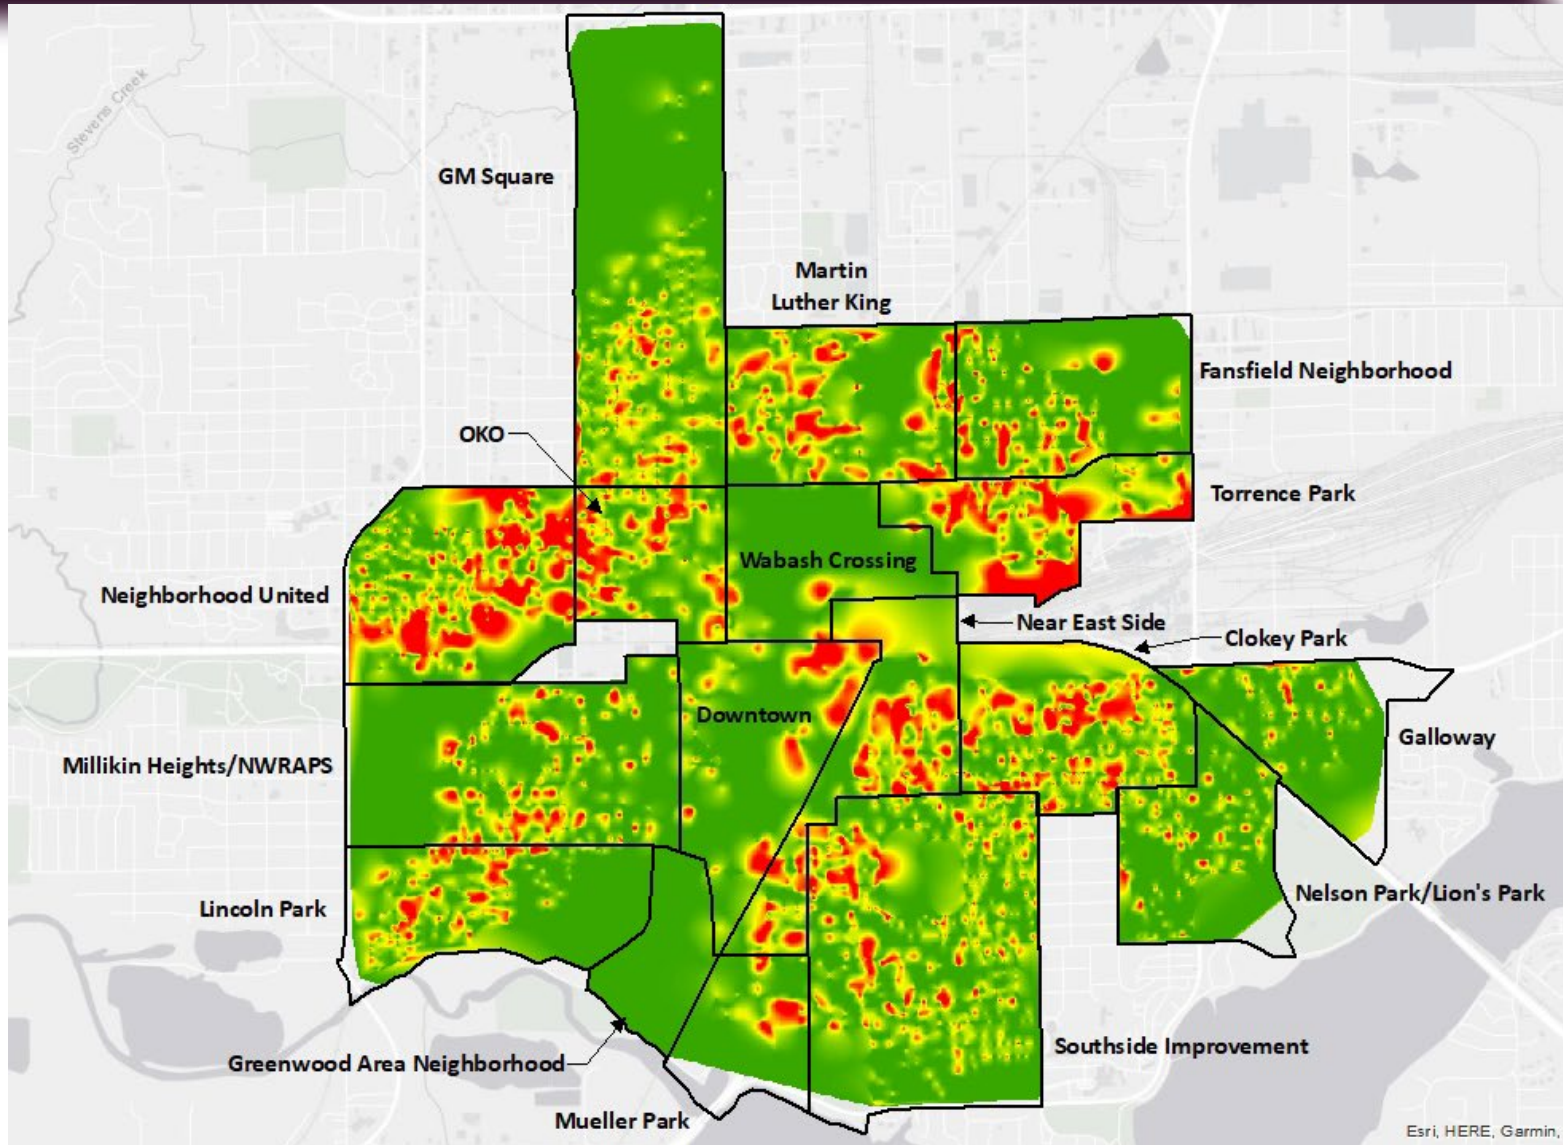 Stevens Creek
GM Square
Martin
Luther King
Fansfield Neighborhood
OKO
Torrence Park
Wabash Crossing
Neighborhood United
Near East Side
Clokey Park
Downtown
Galloway
Millikin Heights/NWRAPS
Nelson Park/Lion's Park
Lincoln Park
Southside Improvement
Greenwood Area Neighborhood
Mueller Park
Esri, HERE, Garmin,